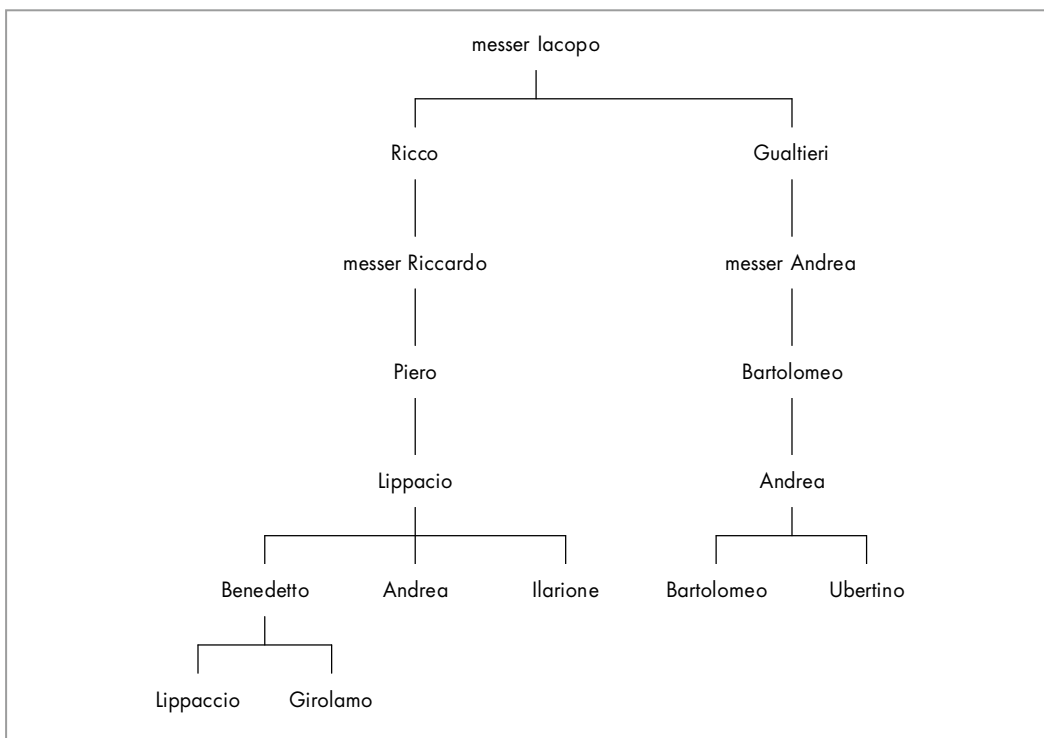 messer Iacopo
Ricco Gualtieri
messer Riccardo messer Andrea
Piero Bartolomeo
Lippacio Andrea
Benedetto Andrea Ilarione Bartolomeo Ubertino
Lippaccio Girolamo